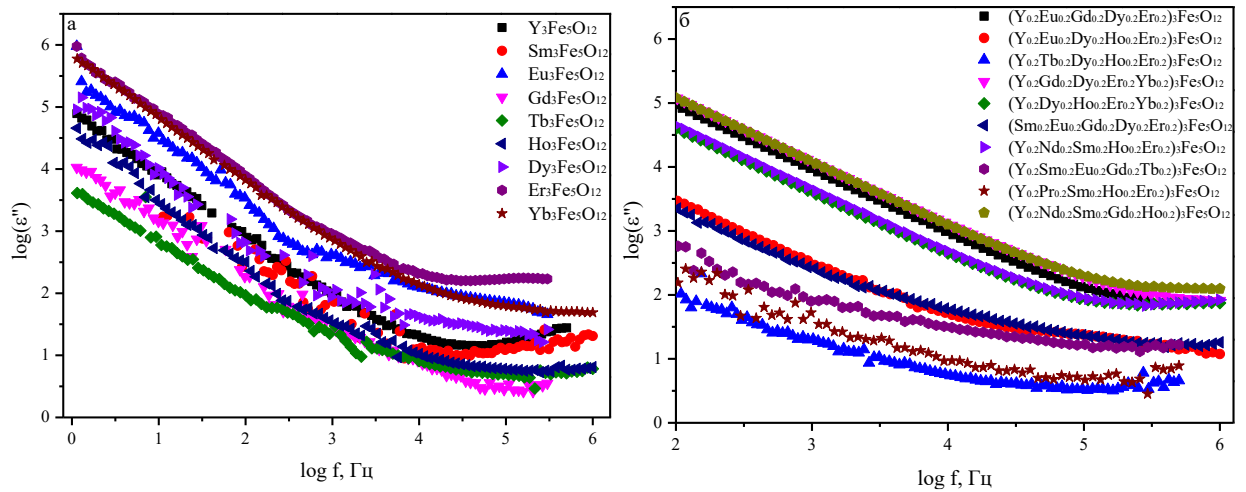 а
Y₃Fe₅O₁₂
Sm₃Fe₅O₁₂
Eu₃Fe₅O₁₂
Gd₃Fe₅O₁₂
Tb₃Fe₅O₁₂
Ho₃Fe₅O₁₂
Dy₃Fe₅O₁₂
Er₃Fe₅O₁₂
Yb₃Fe₅O₁₂
6
5
4
3
2
1
0
log(ε'')
0 1 2 3 4 5 6
log f, Гц
б
(Y₀.₂Eu₀.₂Gd₀.₂Dy₀.₂Er₀.₂)₃Fe₅O₁₂
(Y₀.₂Eu₀.₂Dy₀.₂Ho₀.₂Er₀.₂)₃Fe₅O₁₂
(Y₀.₂Tb₀.₂Dy₀.₂Ho₀.₂Er₀.₂)₃Fe₅O₁₂
(Y₀.₂Gd₀.₂Dy₀.₂Er₀.₂Yb₀.₂)₃Fe₅O₁₂
(Y₀.₂Dy₀.₂Ho₀.₂Er₀.₂Yb₀.₂)₃Fe₅O₁₂
(Sm₀.₂Eu₀.₂Gd₀.₂Dy₀.₂Er₀.₂)₃Fe₅O₁₂
(Y₀.₂Nd₀.₂Sm₀.₂Ho₀.₂Er₀.₂)₃Fe₅O₁₂
(Y₀.₂Sm₀.₂Eu₀.₂Gd₀.₂Tb₀.₂)₃Fe₅O₁₂
(Y₀.₂Pr₀.₂Sm₀.₂Ho₀.₂Er₀.₂)₃Fe₅O₁₂
(Y₀.₂Nd₀.₂Sm₀.₂Gd₀.₂Ho₀.₂)₃Fe₅O₁₂
6
5
4
3
2
1
0
log(ε'')
2 3 4 5 6
log f, Гц